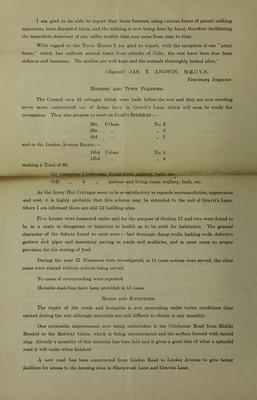 I am glad to be able to report that those farmers, using various forms of patent milking
apparatus, have discarded them, and the milking is now being done by hand, therefore facilitating
the immediate discovery of any udder trouble that may arise from time to time.
With regard to the Town Horses I am glad to report, with the exception of one "army
horse," which has suffered several times from attacks of Colic, the rest have been free from
sickness and lameness. The stables are well kept and the animals thoroughly looked after."
(Signed) JAS. T. ANGWIN, M.R.C.V.S.
Veterinary Inspector.
Housing and Town Planning.
The Council own 41 cottages which were built before the war and they are now erecting
seven more, constructed out of Army huts in Gravits Lane, which will soon be ready for
occupation. They also propose to erect on Coull's Brickfield:—
28a Urban No. 2
20a „ „ 2
4bd „ „ 2
and in the Linden Avenue Estate:—
10bd Urban No. 5
12bd „ „ 4
making a Total of 99.
(a) comprises 3 bedrooms, living room, scullery, bath, etc.
(bd) „ 4 „ parlour and living room, scullery, bath, etc.
As the Army Hut Cottages seem to be so satisfactory as regards accommodation, appearance
and rent, it is highly probable that this scheme may be extended to the end of Gravit's Lane,
where I am informed there are still 12 building sites.
Five houses were inspected under and for the purpose of Section 17 and two were found to
be in a state so dangerous or injurious to health as to be unfit for habitation. The general
character of the defects found to exist were:—bad drainage, damp walls, leaking roofs, defective
gutters and pipes and insanitary paving in yards and sculleries, and in most cases no proper
provision for the storing of food.
During the year 27 Nuisances were investigated, in 15 cases notices were served, the other
cases were abated without notices being served.
No cases of overcrowding were reported.
Movable dust-bins have been provided in 15 cases.
Roads and Footpaths.
The repair of the roads and footpaths is now proceeding under better conditions than
existed during the war although materials are still difficult to obtain in any quantity.
One noticeable improvement now being undertaken is the Chichester Road from Middle
Bersted to the Railway Gates, which is being reconstructed and the surface formed with tarred
slag. Already a quantity of this material has been laid and it gives a good idea of what a splendid
road it will make when finished.
A new road has been constructed from Linden Road to Linden Avenue to give better
facilities for access to the housing sites in Sheepwash Lane and Gravits Lane.